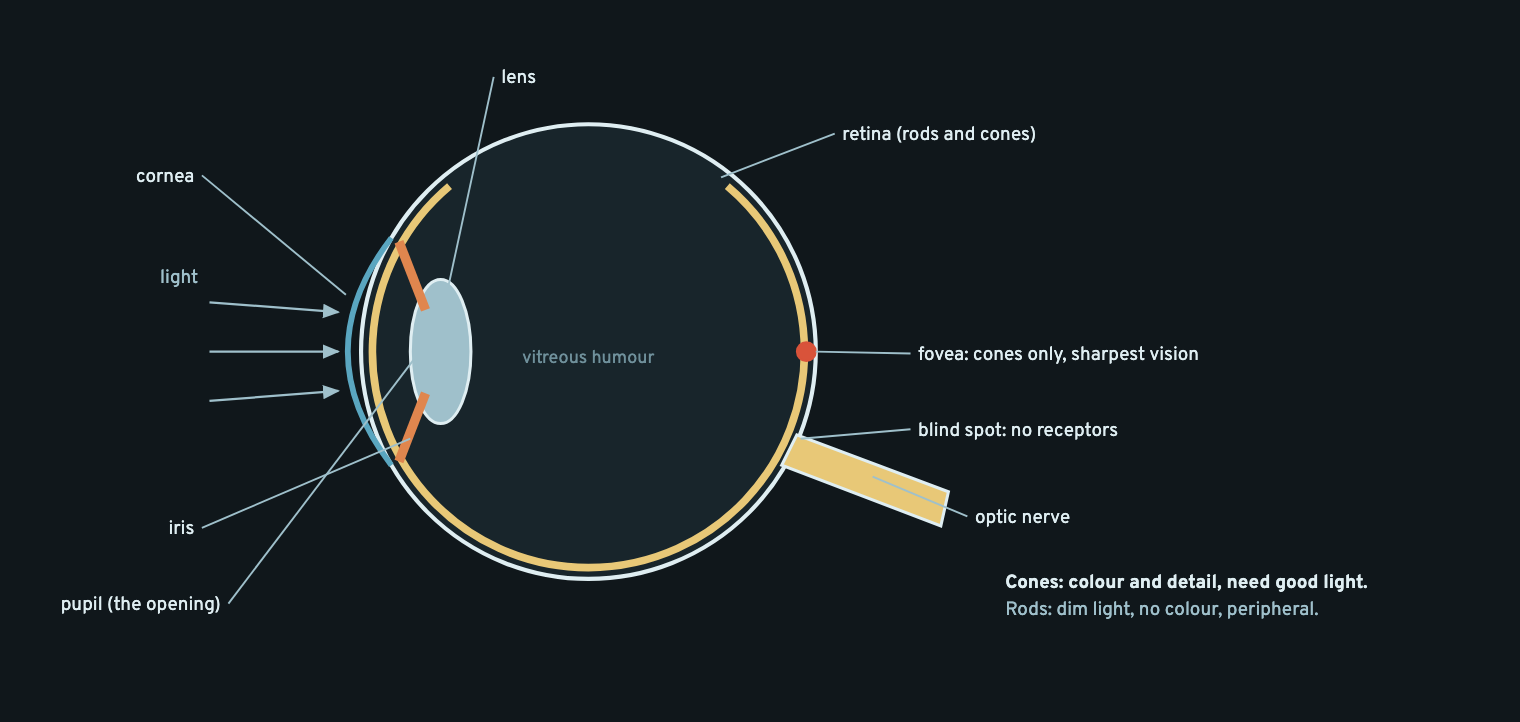 lens
retina (rods and cones)
cornea
light
vitreous humour
fovea: cones only, sharpest vision
blind spot: no receptors
optic nerve
iris
pupil (the opening)
Cones: colour and detail, need good light.
Rods: dim light, no colour, peripheral.